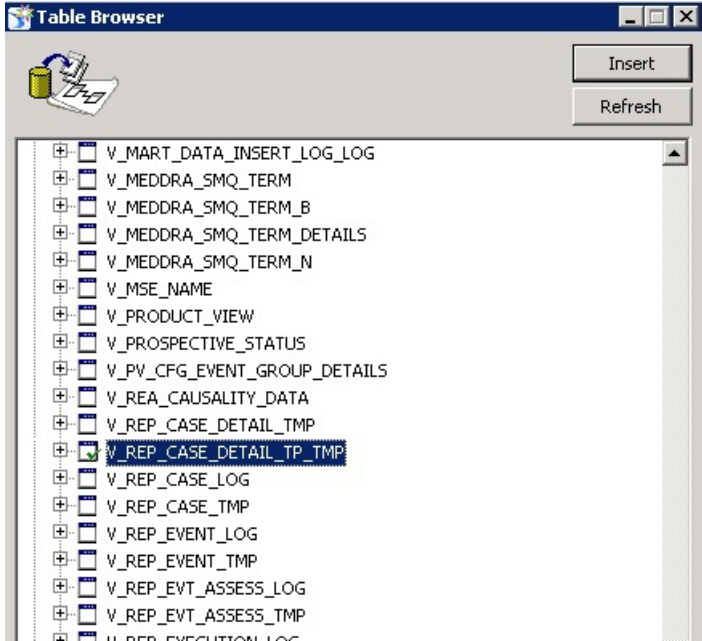 Table Browser
Insert
Refresh
V_MART_DATA_INSERT_LOG_LOG
V_MEDDRA_SMQ_TERM
V_MEDDRA_SMQ_TERM_B
V_MEDDRA_SMQ_TERM_DETAILS
V_MEDDRA_SMQ_TERM_N
V_MSE_NAME
V_PRODUCT_VIEW
V_PROSPECTIVE_STATUS
V_PV_CFG_EVENT_GROUP_DETAILS
V_REA_CAUSALITY_DATA
V_REP_CASE_DETAIL_TMP
V_REP_CASE_DETAIL_TP_TMP
V_REP_CASE_LOG
V_REP_CASE_TMP
V_REP_EVENT_LOG
V_REP_EVENT_TMP
V_REP_EVT_ASSESS_LOG
V_REP_EVT_ASSESS_TMP
V_REP_EXECUTION_LOG